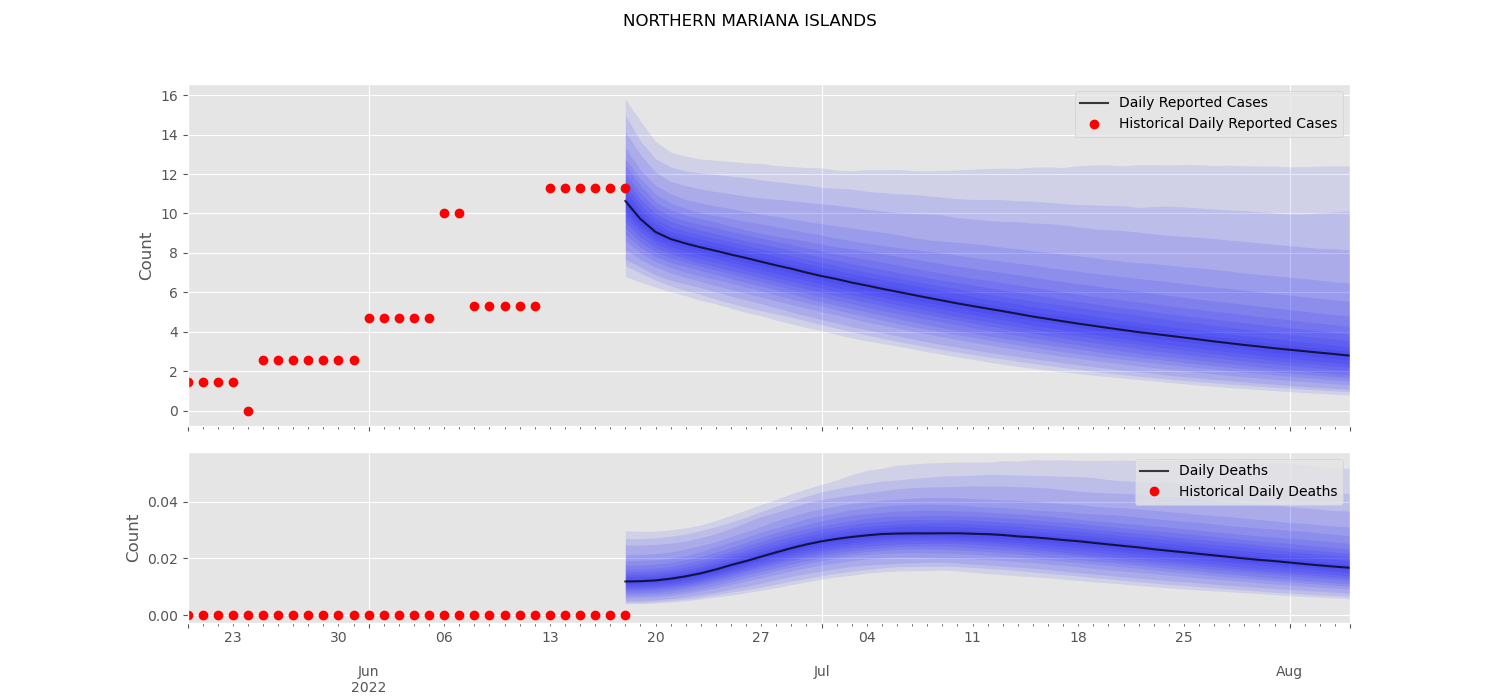 NORTHERN MARIANA ISLANDS
16
14
12
10
8
6
4
2
0
Count
Daily Reported Cases
Historical Daily Reported Cases
0.04
0.02
0.00
Count
Daily Deaths
Historical Daily Deaths
23 30 06 13 20 27 04 11 18 25
Jun Jul Aug
2022